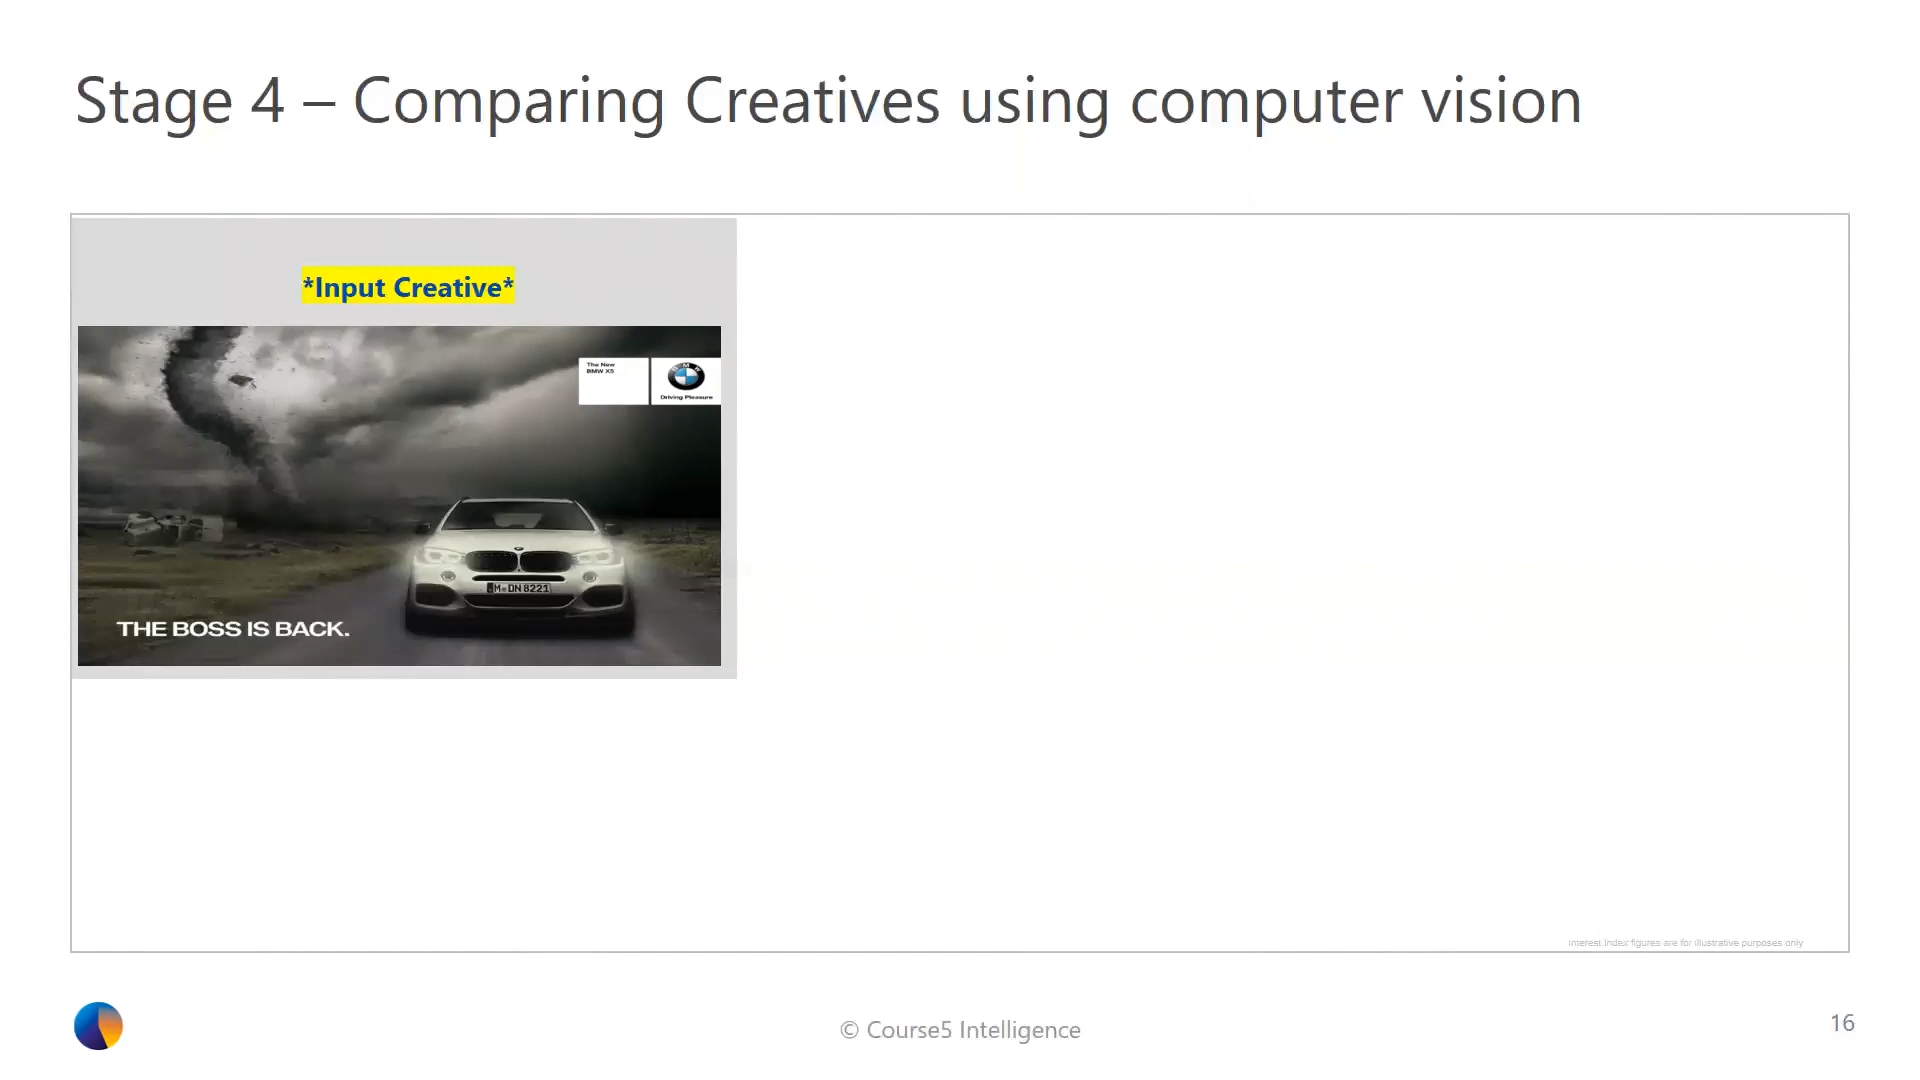 Stage 4 – Comparing Creatives using computer vision
*Input Creative*
The New
BMW X5
BMW
Driving Pleasure
M-DN 8221
THE BOSS IS BACK.
Interest Index figures are for illustrative purposes only
© Course5 Intelligence
16